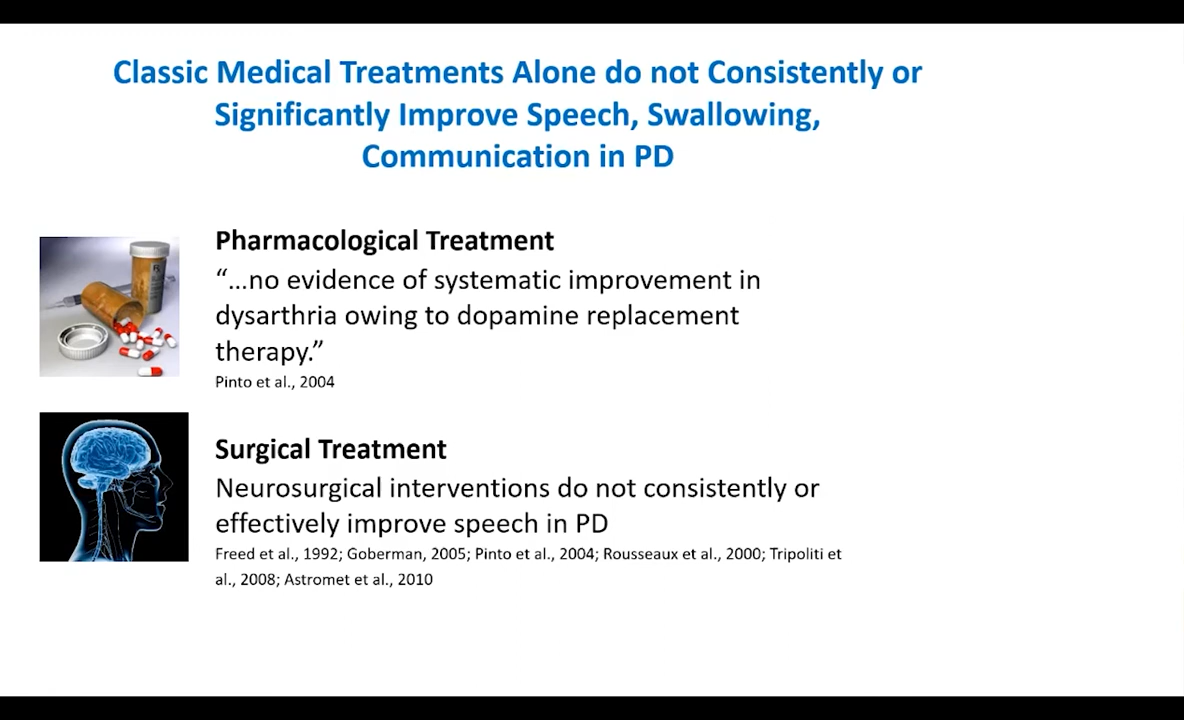 Classic Medical Treatments Alone do not Consistently or
Significantly Improve Speech, Swallowing,
Communication in PD
Pharmacological Treatment
“…no evidence of systematic improvement in
dysarthria owing to dopamine replacement
therapy.”
Pinto et al., 2004
Surgical Treatment
Neurosurgical interventions do not consistently or
effectively improve speech in PD
Freed et al., 1992; Goberman, 2005; Pinto et al., 2004; Rousseaux et al., 2000; Tripoliti et
al., 2008; Astromet et al., 2010